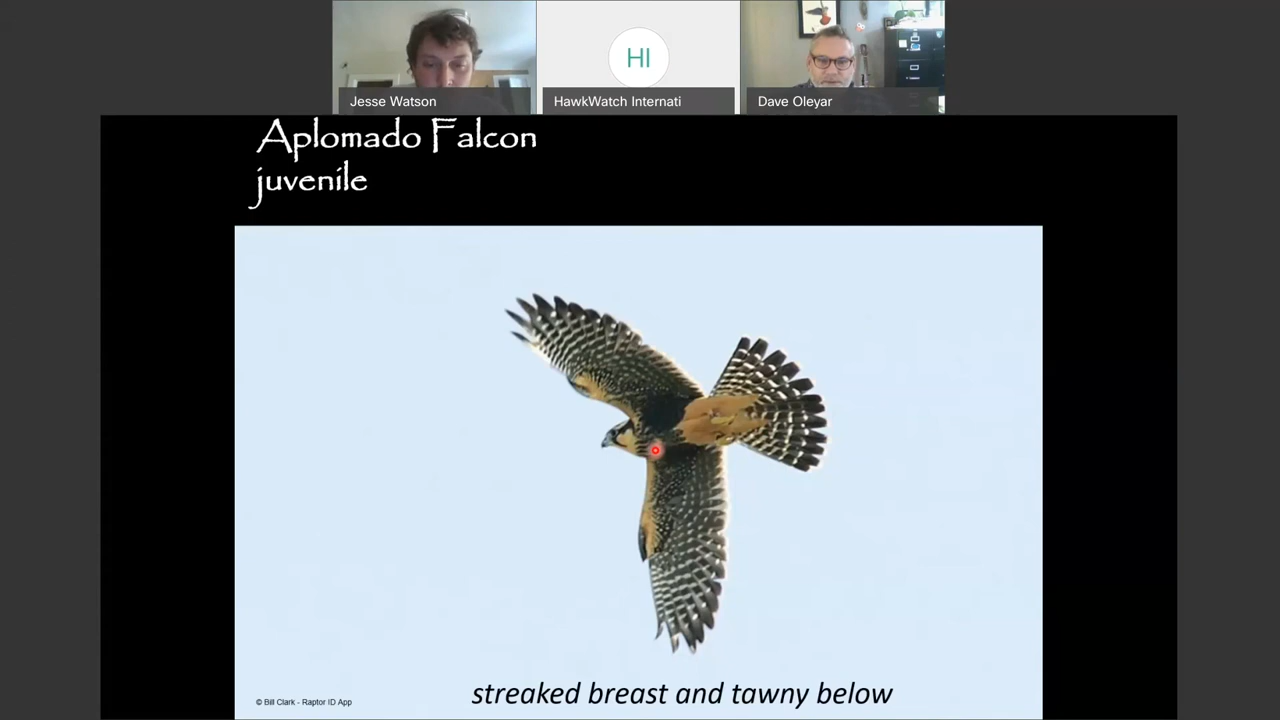 Jesse Watson
HI
HawkWatch Internati
Dave Oleyar
Aplomado Falcon
juvenile
© Bill Clark - Raptor ID App
streaked breast and tawny below